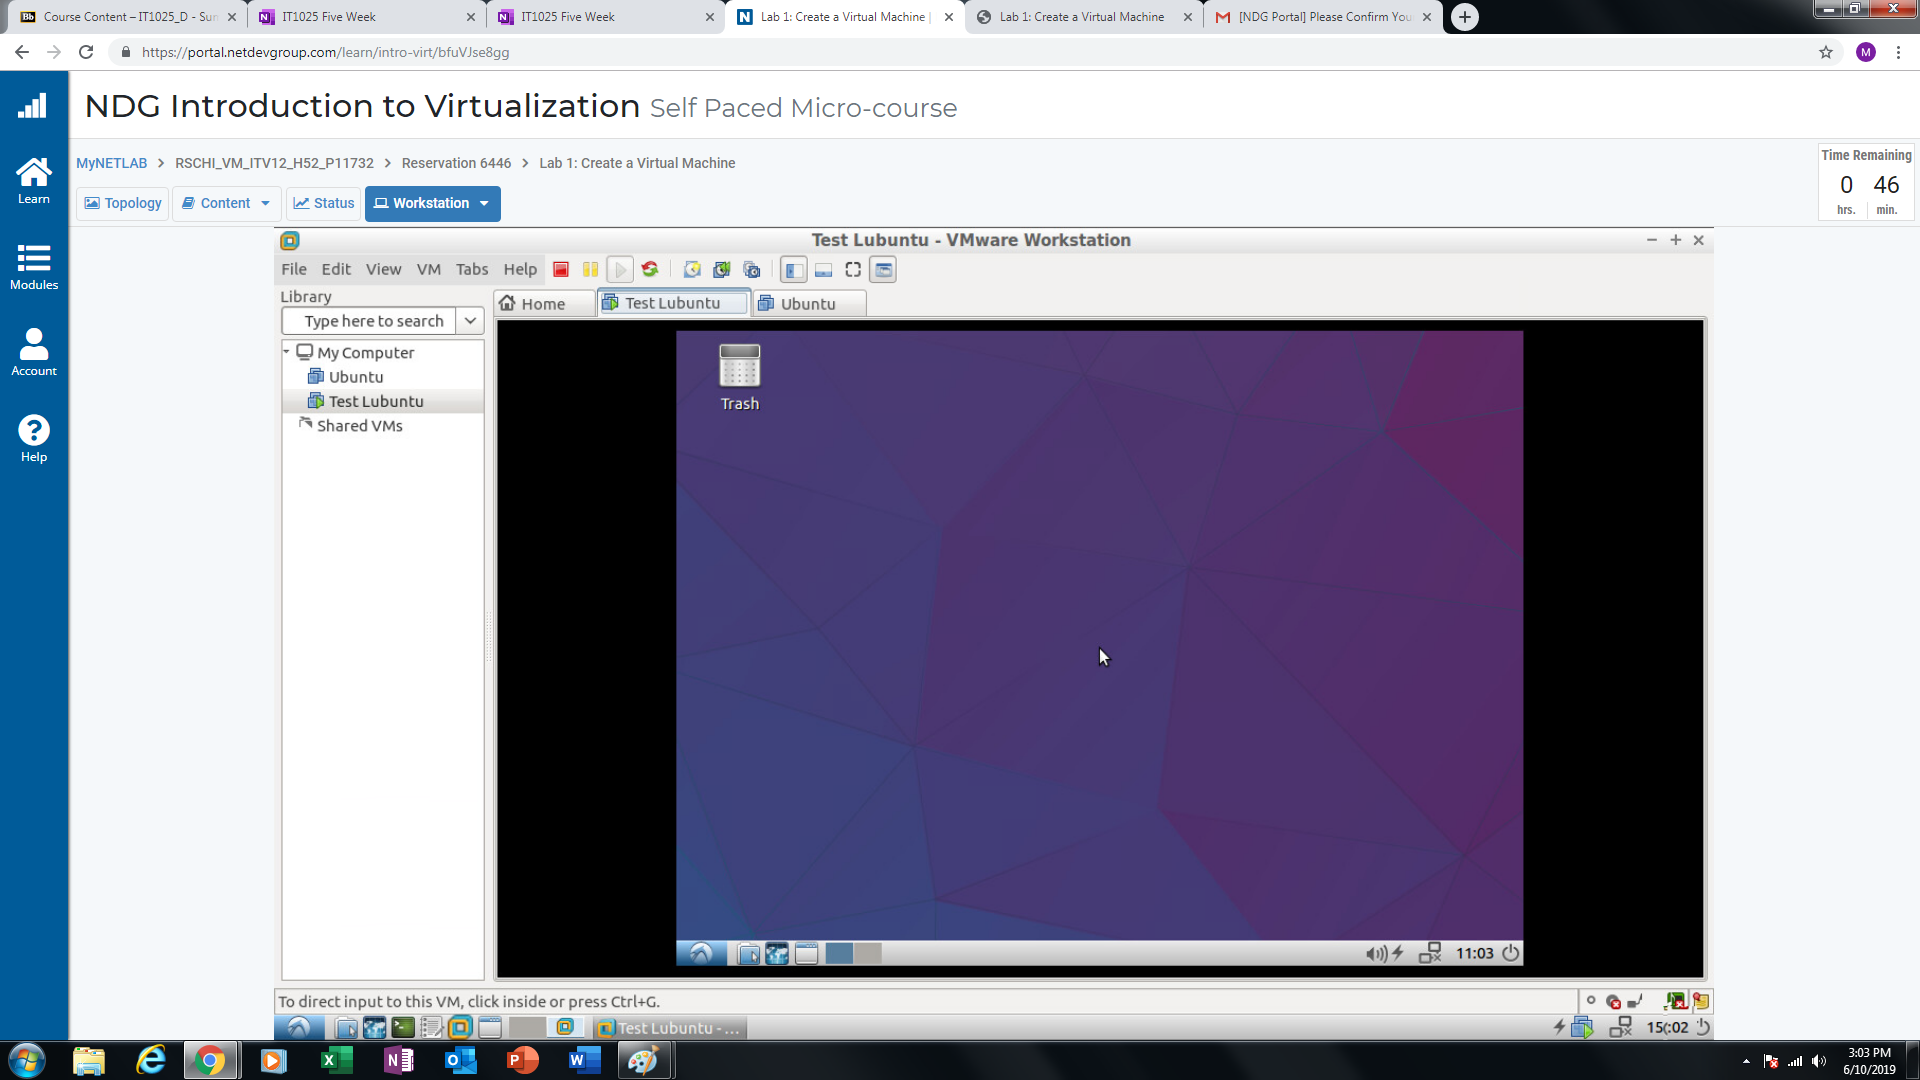 Course Content – IT1025_D - Sun
IT1025 Five Week
IT1025 Five Week
Lab 1: Create a Virtual Machine |
Lab 1: Create a Virtual Machine
[NDG Portal] Please Confirm You
https://portal.netdevgroup.com/learn/intro-virt/bfuVJse8gg
M
NDG Introduction to Virtualization Self Paced Micro-course
Learn
Modules
Account
Help
MyNETLAB > RSCHI_VM_ITV12_H52_P11732 > Reservation 6446 > Lab 1: Create a Virtual Machine
Time Remaining
0 46
hrs. min.
Topology
Content
Status
Workstation
Test Lubuntu - VMware Workstation
File Edit View VM Tabs Help
Library
Type here to search
My Computer
Ubuntu
Test Lubuntu
Shared VMs
Home
Test Lubuntu
Ubuntu
Trash
11:03
To direct input to this VM, click inside or press Ctrl+G.
Test Lubuntu - ...
15:02
3:03 PM
6/10/2019